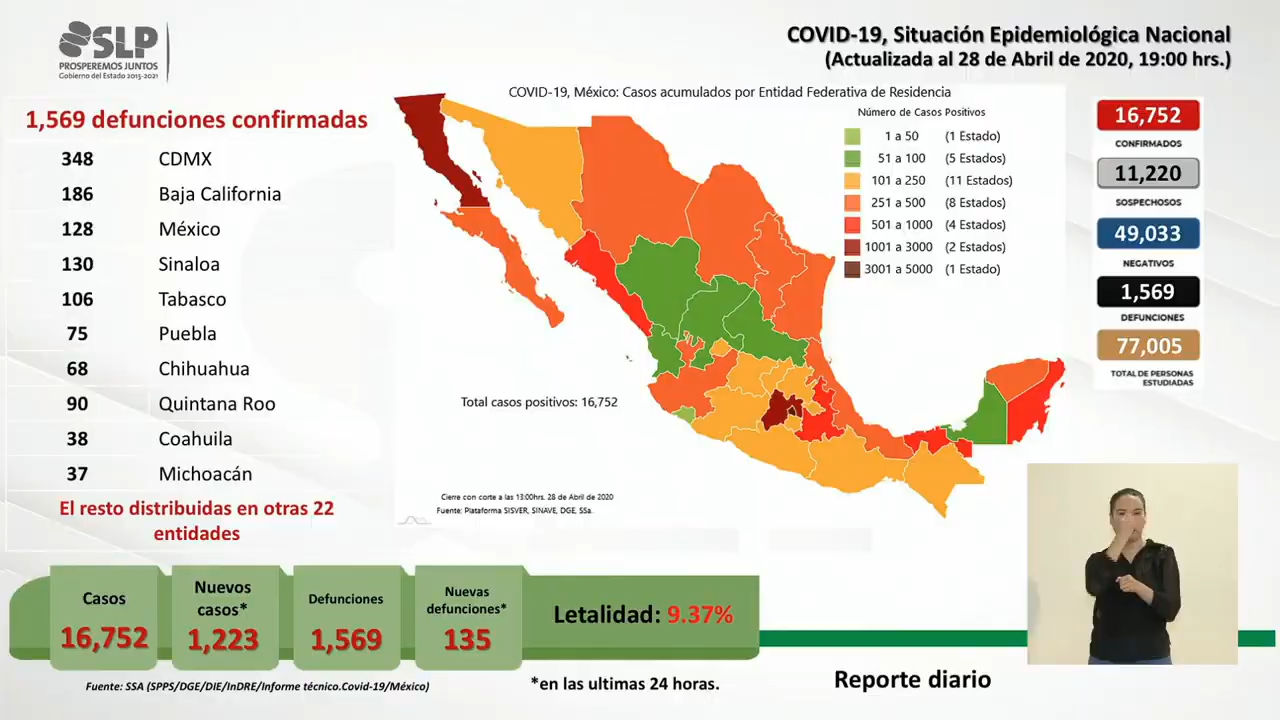 SLP
PROSPEREMOS JUNTOS
Gobierno del Estado 2015-2021
COVID-19, Situación Epidemiológica Nacional
(Actualizada al 28 de Abril de 2020, 19:00 hrs.)
1,569 defunciones confirmadas
348 CDMX
186 Baja California
128 México
130 Sinaloa
106 Tabasco
75 Puebla
68 Chihuahua
90 Quintana Roo
38 Coahuila
37 Michoacán
El resto distribuidas en otras 22
entidades
COVID-19, México: Casos acumulados por Entidad Federativa de Residencia
Número de Casos Positivos
1 a 50 (1 Estado)
51 a 100 (5 Estados)
101 a 250 (11 Estados)
251 a 500 (8 Estados)
501 a 1000 (4 Estados)
1001 a 3000 (2 Estados)
3001 a 5000 (1 Estado)
Total casos positivos: 16,752
Cierre con corte a las 13:00hrs. 28 de Abril de 2020
Fuente: Plataforma SISVER, SINAVE, DGE, SSa.
16,752
CONFIRMADOS
11,220
SOSPECHOSOS
49,033
NEGATIVOS
1,569
DEFUNCIONES
77,005
TOTAL DE PERSONAS
ESTUDIADAS
Casos
16,752
Nuevos
casos*
1,223
Defunciones
1,569
Nuevas
defunciones*
135
Letalidad: 9.37%
Fuente: SSA (SPPS/DGE/DIE/InDRE/Informe técnico.Covid-19/México)
*en las ultimas 24 horas.
Reporte diario